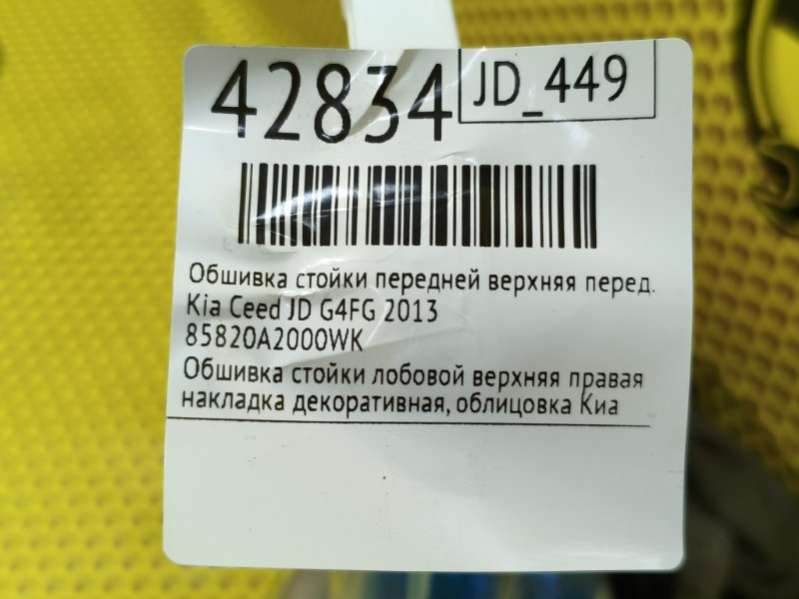 42834
JD_449
Обшивка стойки передней верхняя перед.
Kia Ceed JD G4FG 2013
85820A2000WK
Обшивка стойки лобовой верхняя правая
накладка декоративная, облицовка Киа